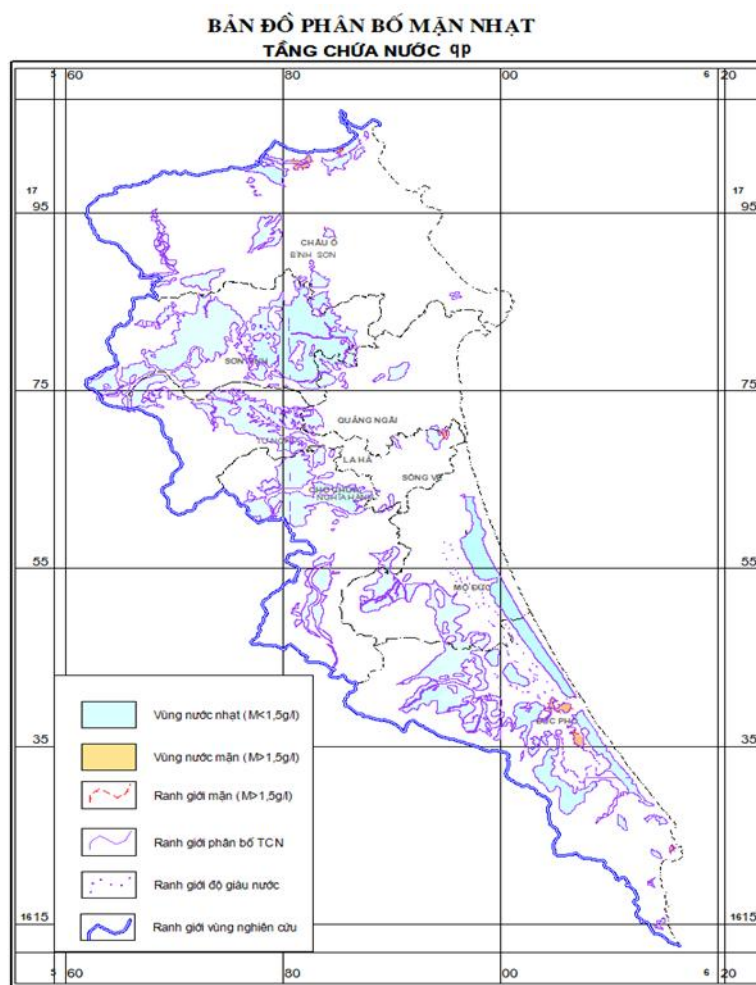 BẢN ĐỒ PHÂN BỐ MẶN NHẠT
TẦNG CHỨA NƯỚC qp
5 60 80 00 6 20
17 95 17 95
CHÂU Ổ
BÌNH SƠN
SƠN TỊNH
75 75
QUẢNG NGÃI
TƯ NGHĨA
LA HÀ
SÔNG VỆ
CHỢ CHÙA
NGHĨA HÀNH
55 55
MỘ ĐỨC
ĐỨC PHỔ
35 35
Vùng nước nhạt (M<1,5g/l)
Vùng nước mặn (M>1,5g/l)
Ranh giới mặn (M>1,5g/l)
Ranh giới phân bố TCN
Ranh giới độ giàu nước
Ranh giới vùng nghiên cứu
16 15 16 15
5 60 80 00 6 20